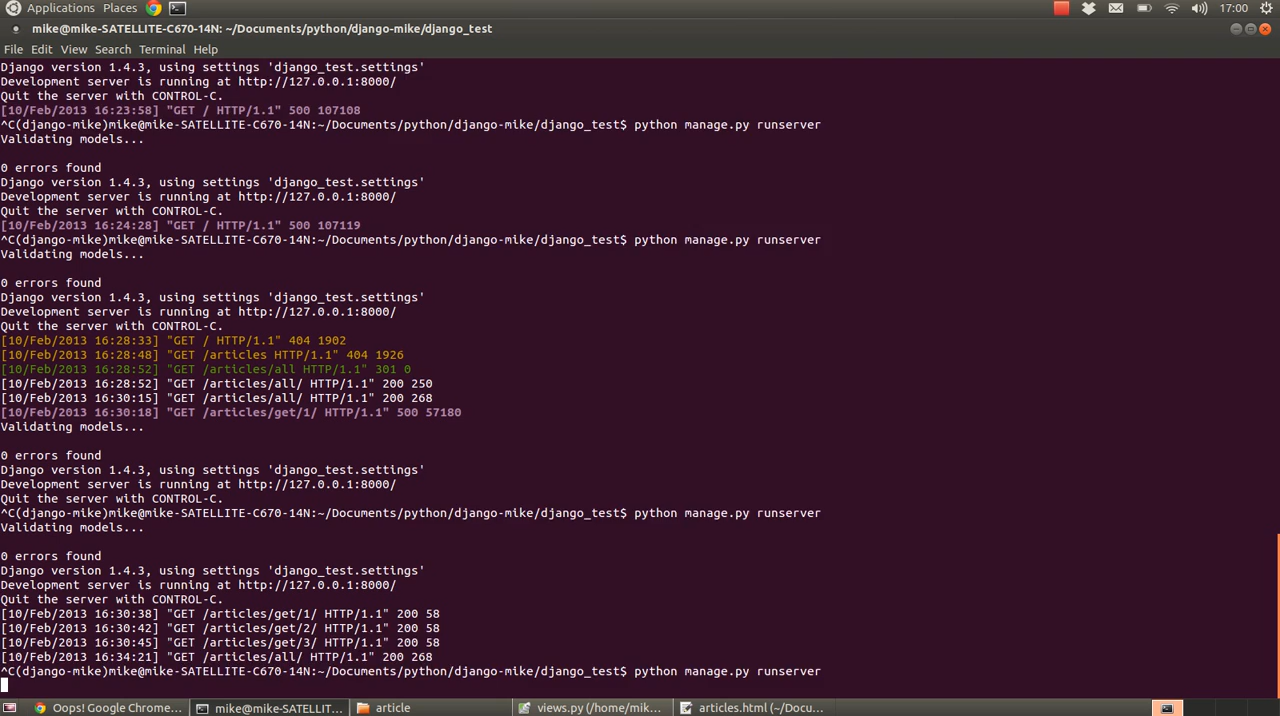 Applications Places 17:00
mike@mike-SATELLITE-C670-14N: ~/Documents/python/django-mike/django_test
File Edit View Search Terminal Help
Django version 1.4.3, using settings 'django_test.settings'
Development server is running at http://127.0.0.1:8000/
Quit the server with CONTROL-C.
[10/Feb/2013 16:23:58] "GET / HTTP/1.1" 500 107108
^C(django-mike)mike@mike-SATELLITE-C670-14N:~/Documents/python/django-mike/django_test$ python manage.py runserver
Validating models...
0 errors found
Django version 1.4.3, using settings 'django_test.settings'
Development server is running at http://127.0.0.1:8000/
Quit the server with CONTROL-C.
[10/Feb/2013 16:24:28] "GET / HTTP/1.1" 500 107119
^C(django-mike)mike@mike-SATELLITE-C670-14N:~/Documents/python/django-mike/django_test$ python manage.py runserver
Validating models...
0 errors found
Django version 1.4.3, using settings 'django_test.settings'
Development server is running at http://127.0.0.1:8000/
Quit the server with CONTROL-C.
[10/Feb/2013 16:28:33] "GET / HTTP/1.1" 404 1902
[10/Feb/2013 16:28:48] "GET /articles HTTP/1.1" 404 1926
[10/Feb/2013 16:28:52] "GET /articles/all HTTP/1.1" 301 0
[10/Feb/2013 16:28:52] "GET /articles/all/ HTTP/1.1" 200 250
[10/Feb/2013 16:30:15] "GET /articles/all/ HTTP/1.1" 200 268
[10/Feb/2013 16:30:18] "GET /articles/get/1/ HTTP/1.1" 500 57180
Validating models...
0 errors found
Django version 1.4.3, using settings 'django_test.settings'
Development server is running at http://127.0.0.1:8000/
Quit the server with CONTROL-C.
^C(django-mike)mike@mike-SATELLITE-C670-14N:~/Documents/python/django-mike/django_test$ python manage.py runserver
Validating models...
0 errors found
Django version 1.4.3, using settings 'django_test.settings'
Development server is running at http://127.0.0.1:8000/
Quit the server with CONTROL-C.
[10/Feb/2013 16:30:38] "GET /articles/get/1/ HTTP/1.1" 200 58
[10/Feb/2013 16:30:42] "GET /articles/get/2/ HTTP/1.1" 200 58
[10/Feb/2013 16:30:45] "GET /articles/get/3/ HTTP/1.1" 200 58
[10/Feb/2013 16:34:21] "GET /articles/all/ HTTP/1.1" 200 268
^C(django-mike)mike@mike-SATELLITE-C670-14N:~/Documents/python/django-mike/django_test$ python manage.py runserver
Oops! Google Chrome... mike@mike-SATELLIT... article views.py (/home/mik... articles.html (~/Docu...